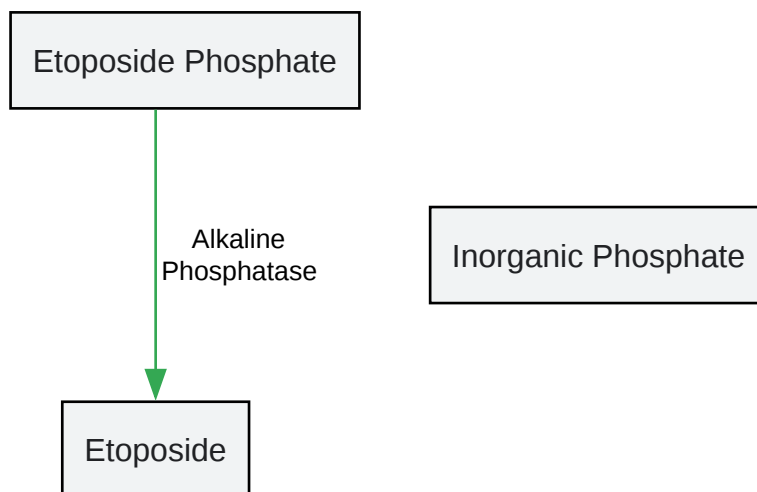 Etoposide Phosphate
Alkaline
Phosphatase
Inorganic Phosphate
Etoposide